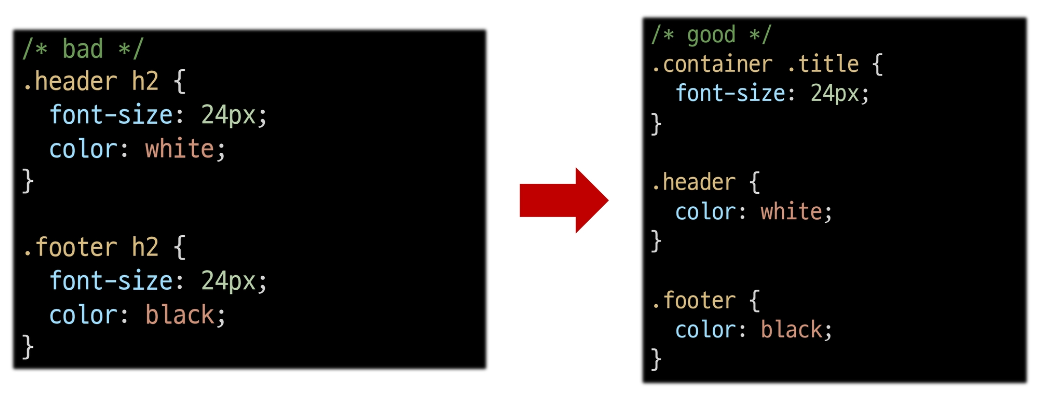 /* bad */
.header h2 {
  font-size: 24px;
  color: white;
}

.footer h2 {
  font-size: 24px;
  color: black;
}

/* good */
.container .title {
  font-size: 24px;
}

.header {
  color: white;
}

.footer {
  color: black;
}